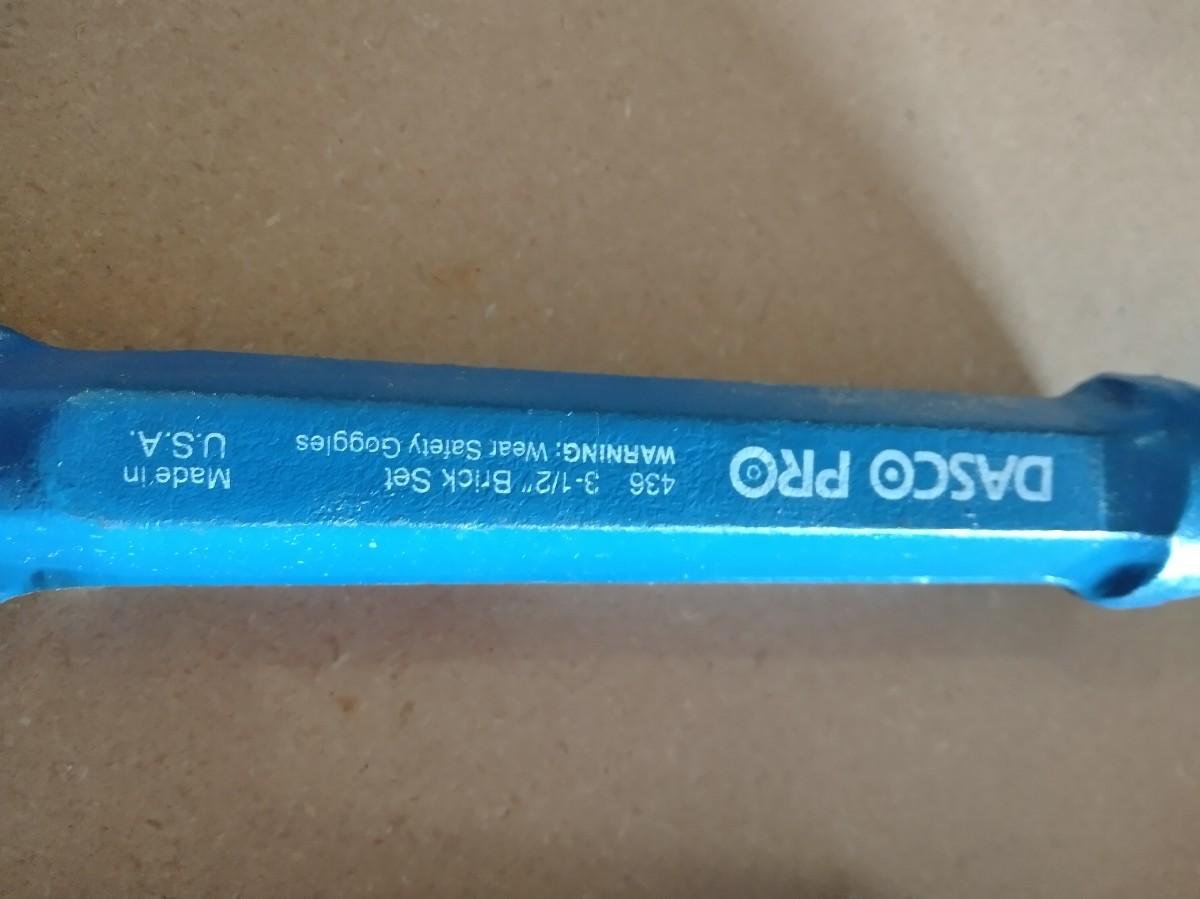 DASCO PRO
436 3-1/2" Brick Set
WARNING: Wear Safety Goggles
Made in
U.S.A.